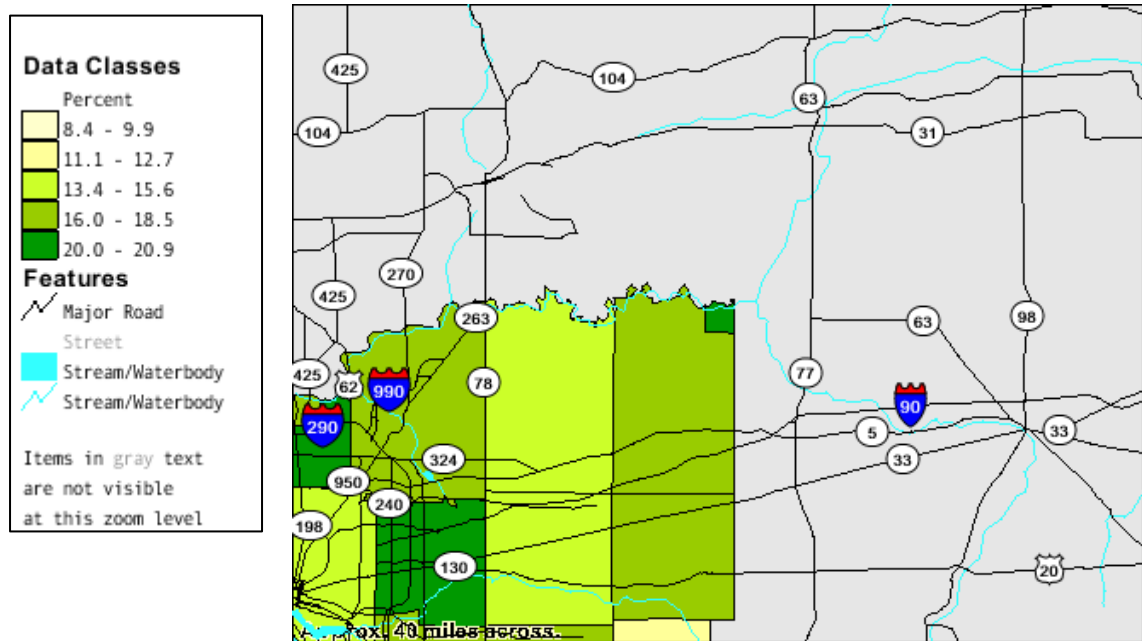 Data Classes
Percent
8.4 - 9.9
11.1 - 12.7
13.4 - 15.6
16.0 - 18.5
20.0 - 20.9
Features
Major Road
Street
Stream/Waterbody
Stream/Waterbody
Items in gray text
are not visible
at this zoom level
425
104
63
104
31
270
425
263
63
98
425
62
990
78
77
290
90
5
33
33
324
950
240
198
130
20
40 miles across.